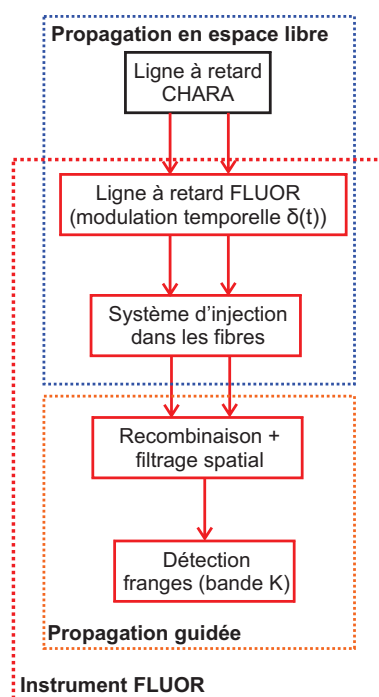 Propagation en espace libre
Ligne à retard
CHARA
Ligne à retard FLUOR
(modulation temporelle δ(t))
Système d'injection
dans les fibres
Recombinaison +
filtrage spatial
Détection
franges (bande K)
Propagation guidée
Instrument FLUOR